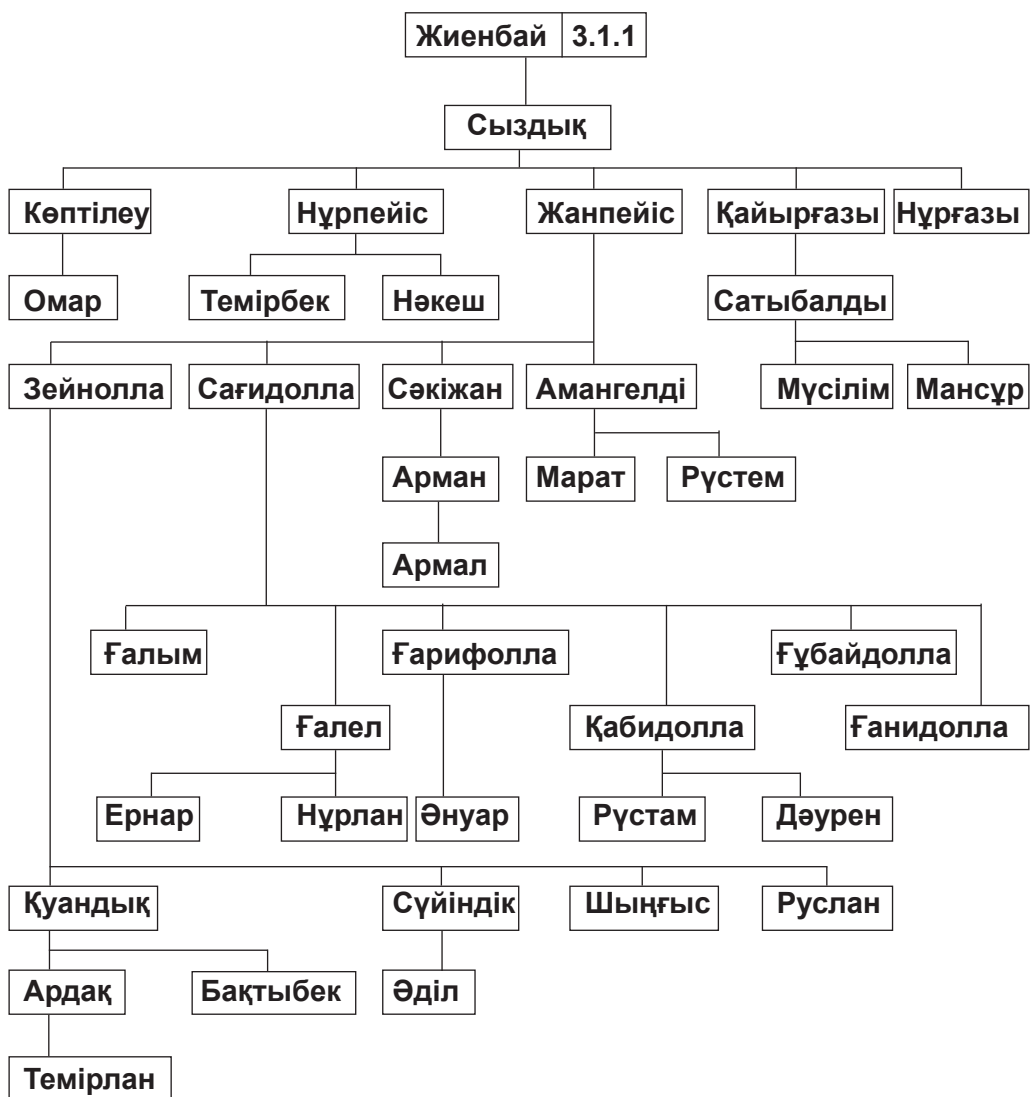 Жиенбай 3.1.1
Сыздық
Көптілеу Нұрпейіс Жанпейіс Қайырғазы Нұрғазы
Омар Темірбек Нәкеш Сатыбалды
Зейнолла Сағидолла Сәкіжан Амангелді Мүсілім Мансұр
Арман Марат Рүстем
Армал
Ғалым Ғарифолла Ғұбайдолла
Ғалел Қабидолла Ғанидолла
Ернар Нұрлан Әнуар Рүстам Дәурен
Қуандық Сүйіндік Шыңғыс Руслан
Ардақ Бақтыбек Әділ
Темірлан